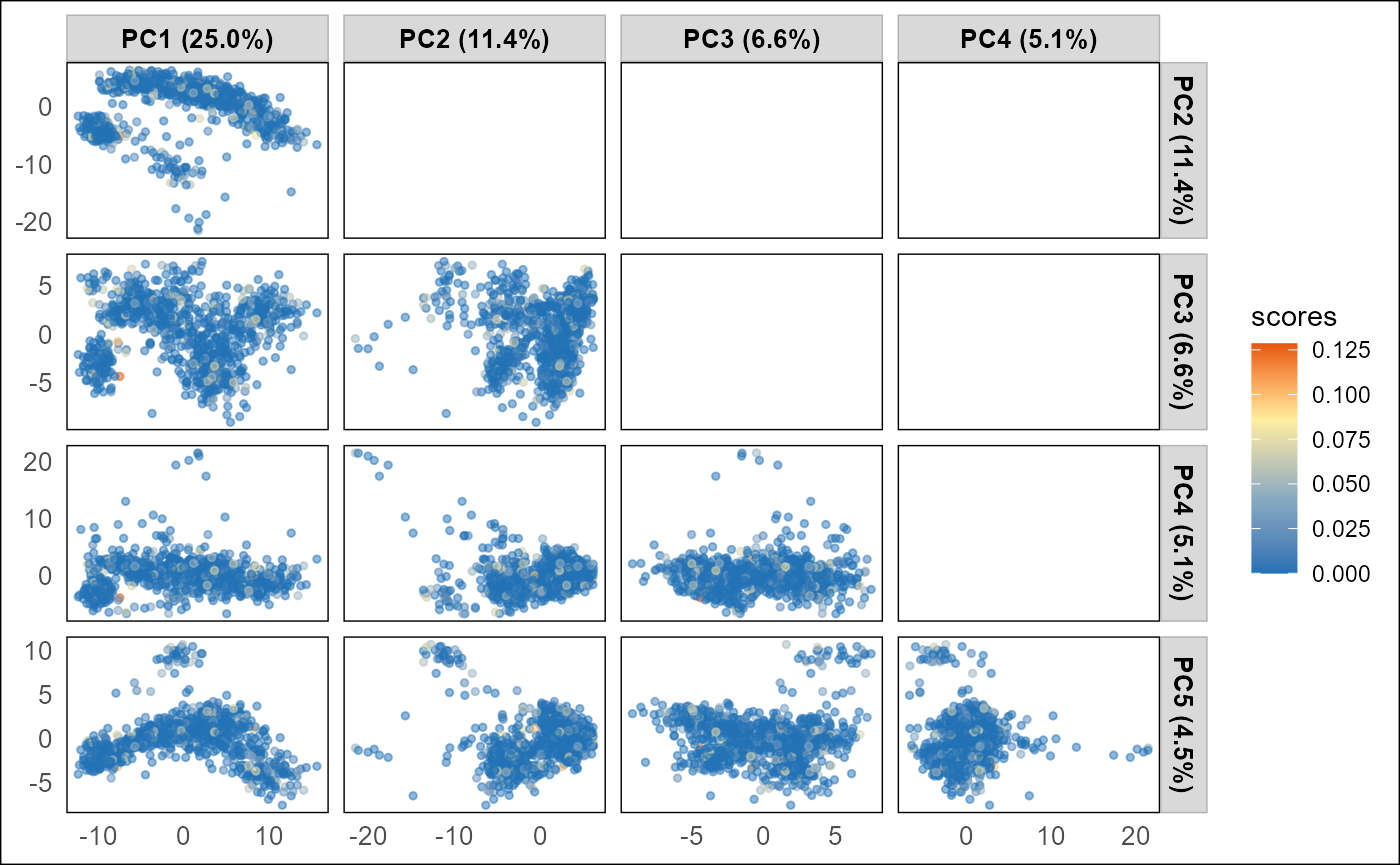 PC1 (25.0%) PC2 (11.4%) PC3 (6.6%) PC4 (5.1%)
0
-10
-20
PC2 (11.4%)
5
0
-5
PC3 (6.6%)
20
10
0
PC4 (5.1%)
10
5
0
-5
PC5 (4.5%)
-10 0 10 -20 -10 0 -5 0 5 0 10 20
scores
0.125
0.100
0.075
0.050
0.025
0.000